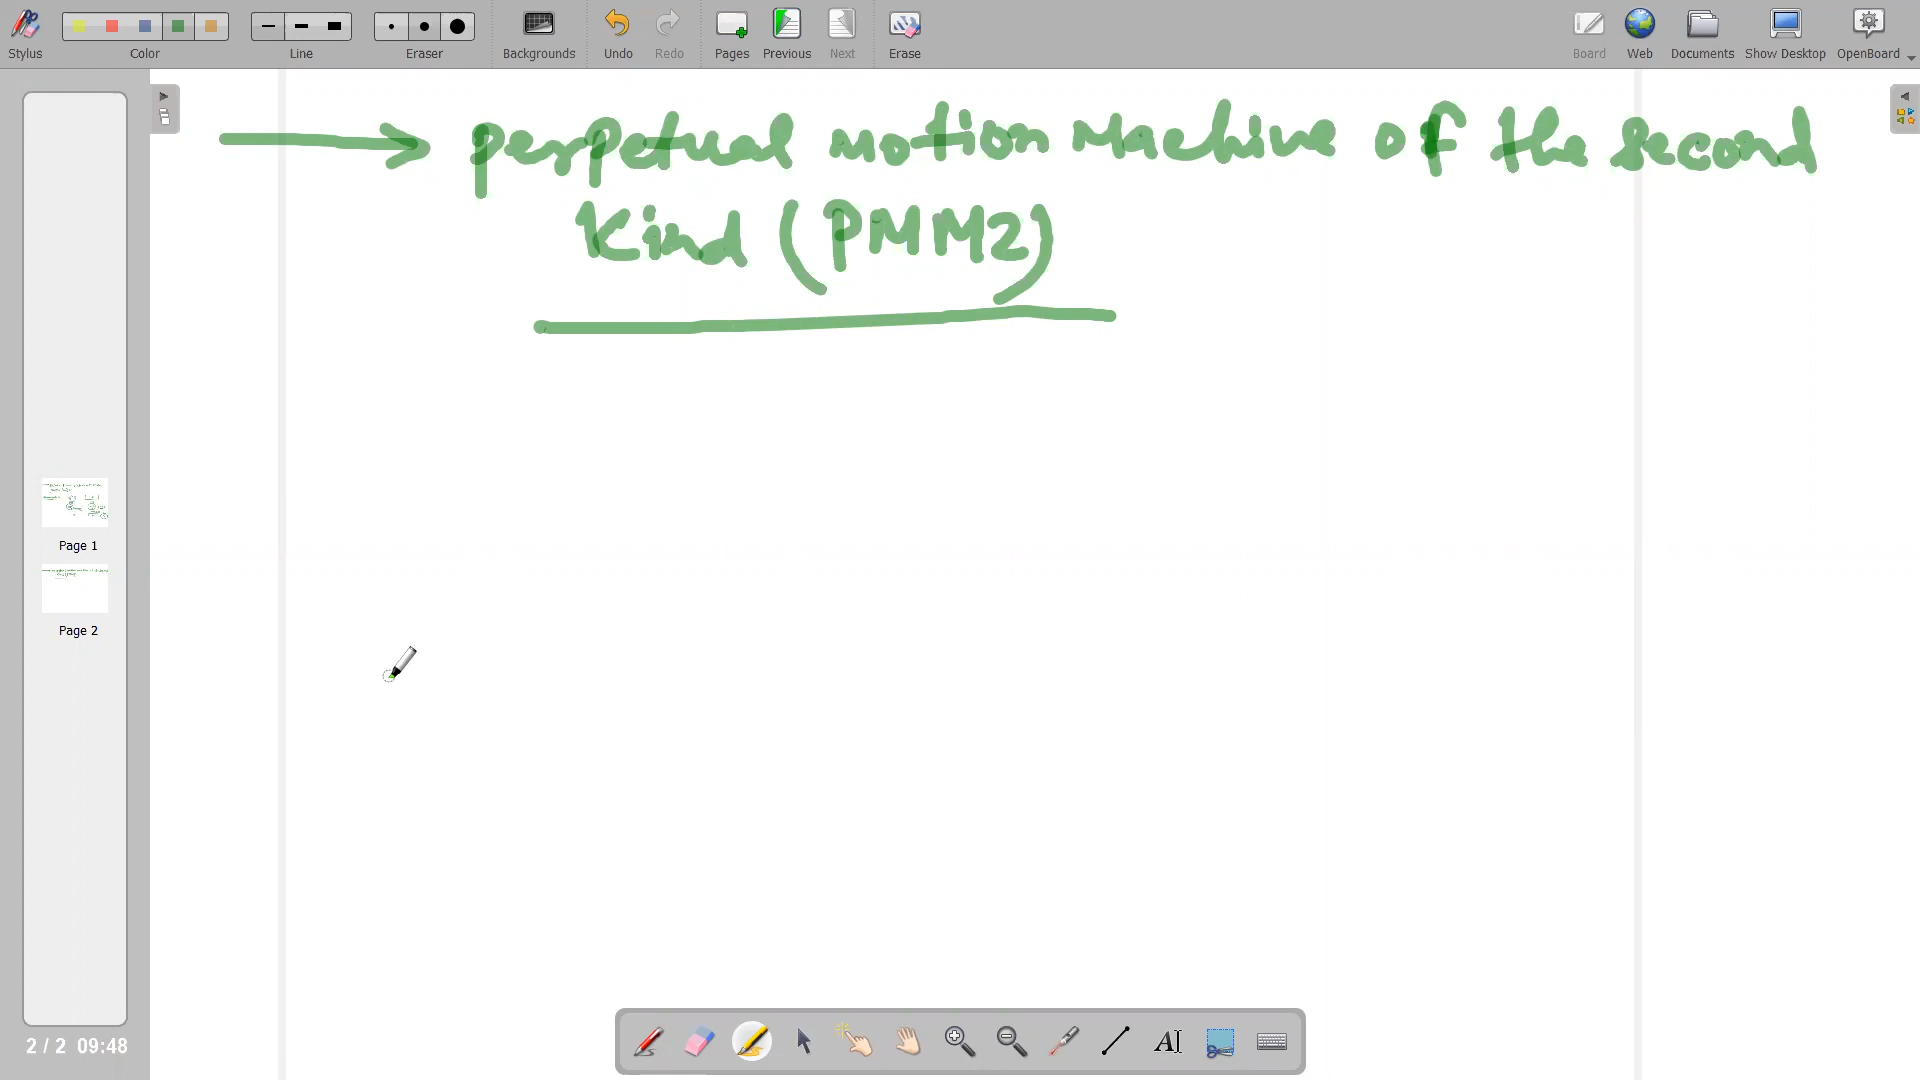 Stylus
Color
Line
Eraser
Backgrounds
Undo
Redo
Pages
Previous
Next
Erase
Board
Web
Documents
Show Desktop
OpenBoard
perpetual motion Machine of the Second
Kind (PMM2)
Page 1
Page 2
2 / 2 09:48